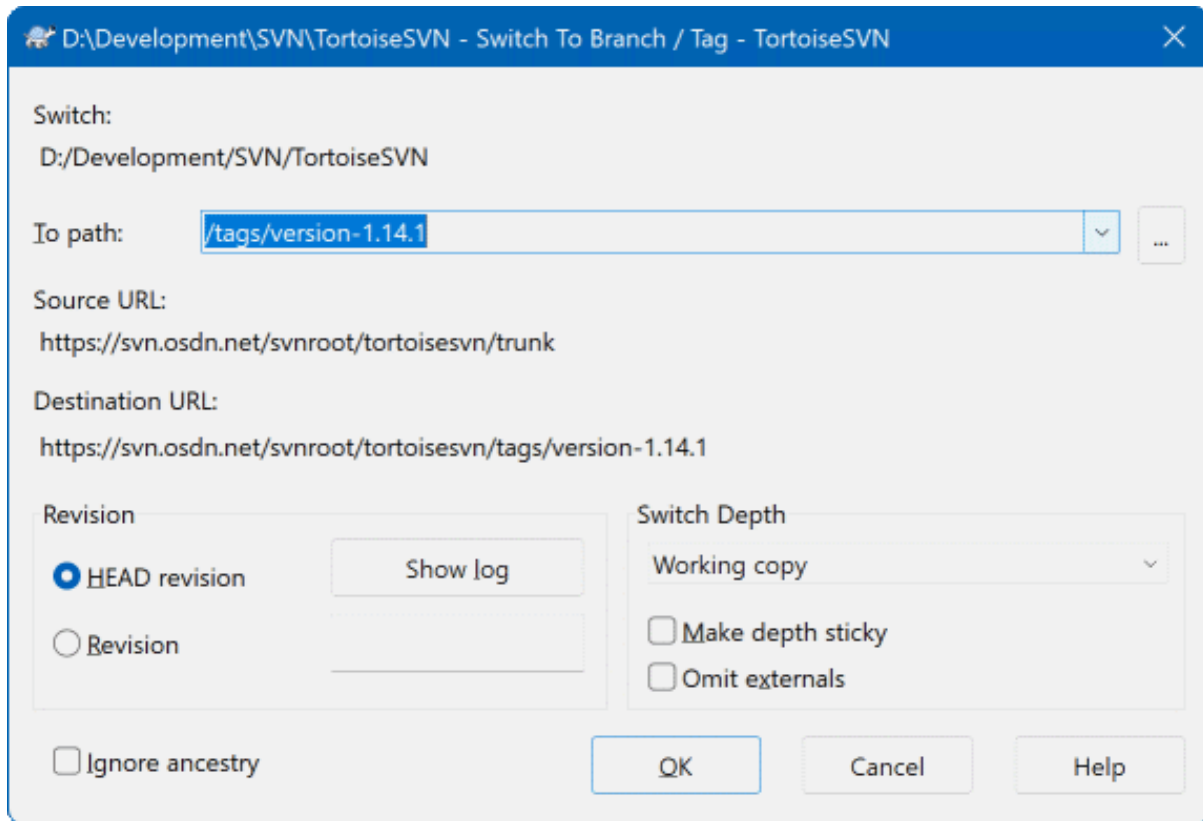 D:\Development\SVN\TortoiseSVN - Switch To Branch / Tag - TortoiseSVN
Switch:
D:/Development/SVN/TortoiseSVN
To path: /tags/version-1.14.1 ...
Source URL:
https://svn.osdn.net/svnroot/tortoisesvn/trunk
Destination URL:
https://svn.osdn.net/svnroot/tortoisesvn/tags/version-1.14.1
Revision
HEAD revision Show log
Revision
Switch Depth
Working copy
Make depth sticky
Omit externals
Ignore ancestry
OK Cancel Help